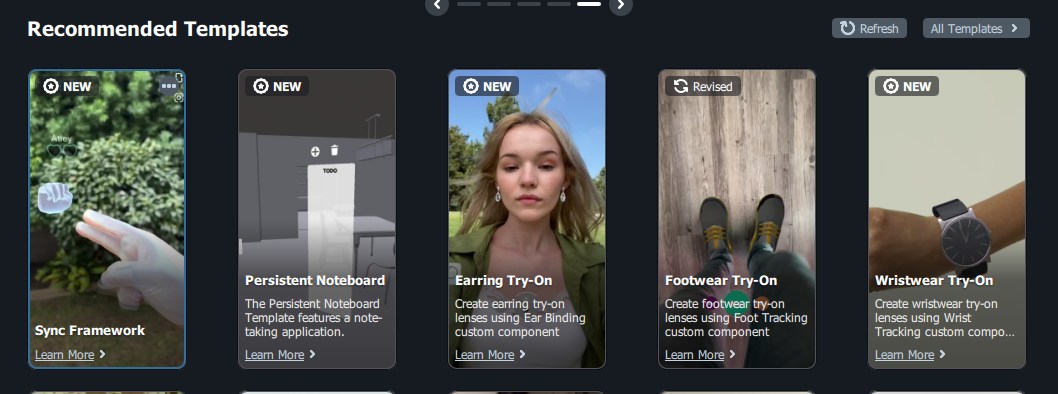 Recommended Templates
Refresh
All Templates
NEW
Atley
Sync Framework
Learn More
NEW
TODO
Persistent Noteboard
The Persistent Noteboard
Template features a note-
taking application.
Learn More
NEW
Earring Try-On
Create earring try-on
lenses using Ear Binding
custom component
Learn More
Revised
Footwear Try-On
Create footwear try-on
lenses using Foot Tracking
custom component
Learn More
NEW
Wristwear Try-On
Create wristwear try-on
lenses using Wrist
Tracking custom compo...
Learn More